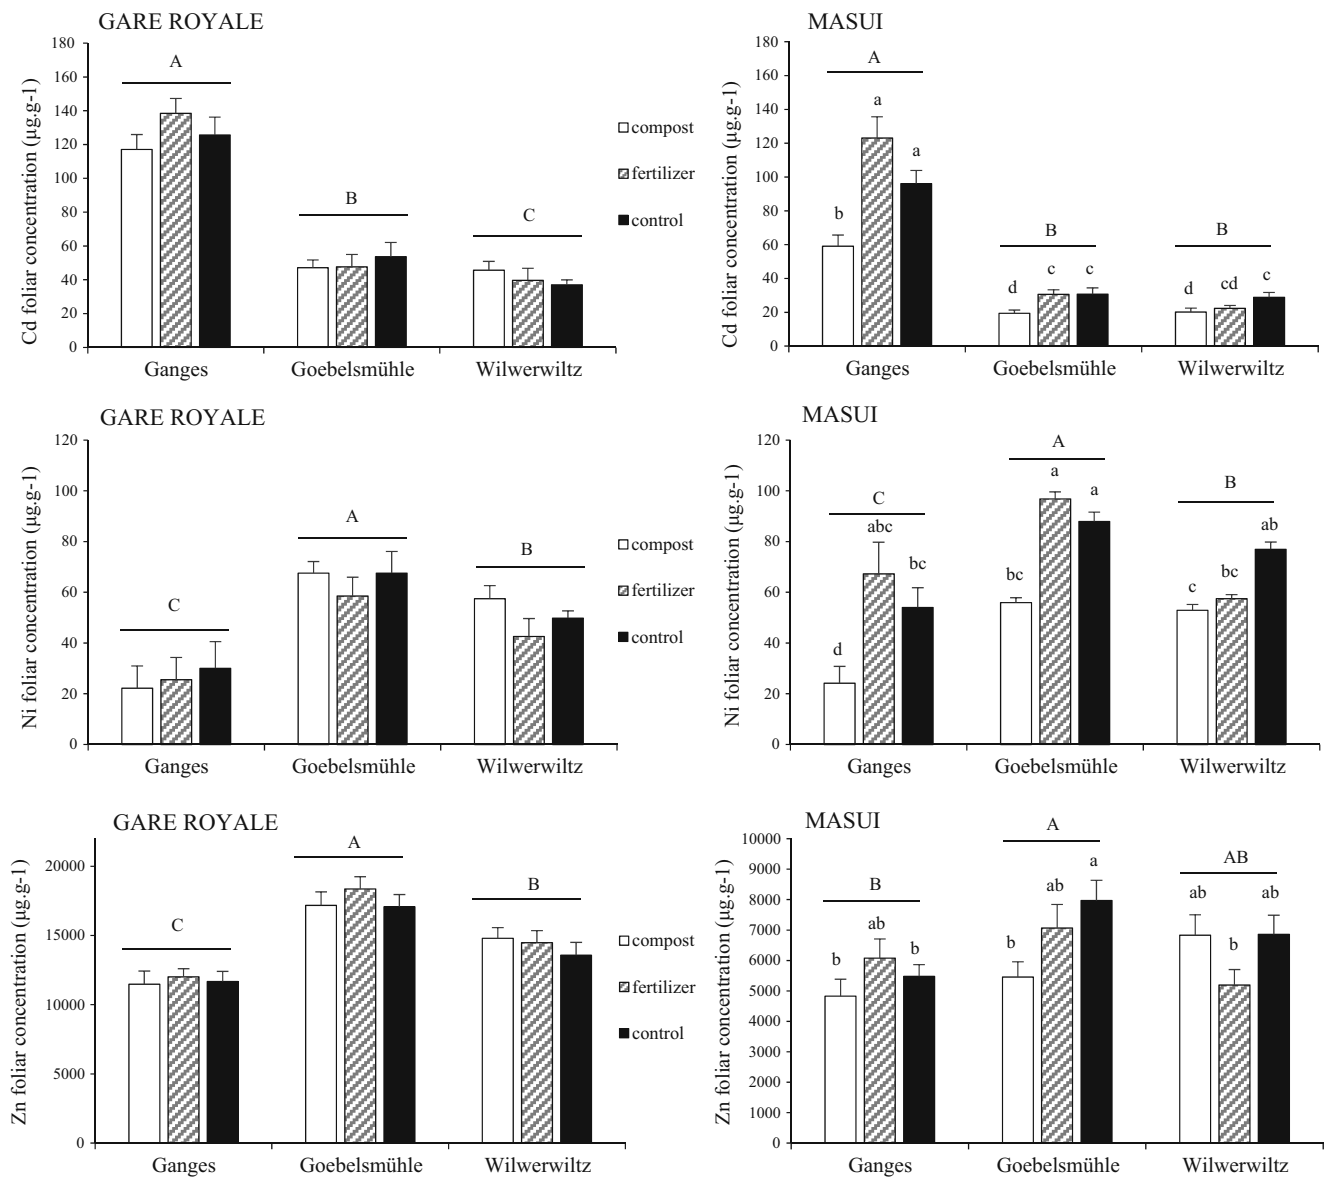 GARE ROYALE
Cd foliar concentration (µg.g-1)
180
160
140
120
100
80
60
40
20
0
A
B
C
Ganges
Goebelsmühle
Wilwerwiltz
compost
fertilizer
control
MASUI
Cd foliar concentration (µg.g-1)
180
160
140
120
100
80
60
40
20
0
A
b
a
a
B
d
c
c
B
d
cd
c
Ganges
Goebelsmühle
Wilwerwiltz
GARE ROYALE
Ni foliar concentration (µg.g-1)
120
100
80
60
40
20
0
C
A
B
Ganges
Goebelsmühle
Wilwerwiltz
compost
fertilizer
control
MASUI
Ni foliar concentration (µg.g-1)
120
100
80
60
40
20
0
C
d
abc
bc
A
bc
a
a
B
c
bc
ab
Ganges
Goebelsmühle
Wilwerwiltz
GARE ROYALE
Zn foliar concentration (µg.g-1)
20000
15000
10000
5000
0
C
A
B
Ganges
Goebelsmühle
Wilwerwiltz
compost
fertilizer
control
MASUI
Zn foliar concentration (µg.g-1)
10000
9000
8000
7000
6000
5000
4000
3000
2000
1000
0
B
b
ab
b
A
b
ab
a
AB
ab
b
ab
Ganges
Goebelsmühle
Wilwerwiltz